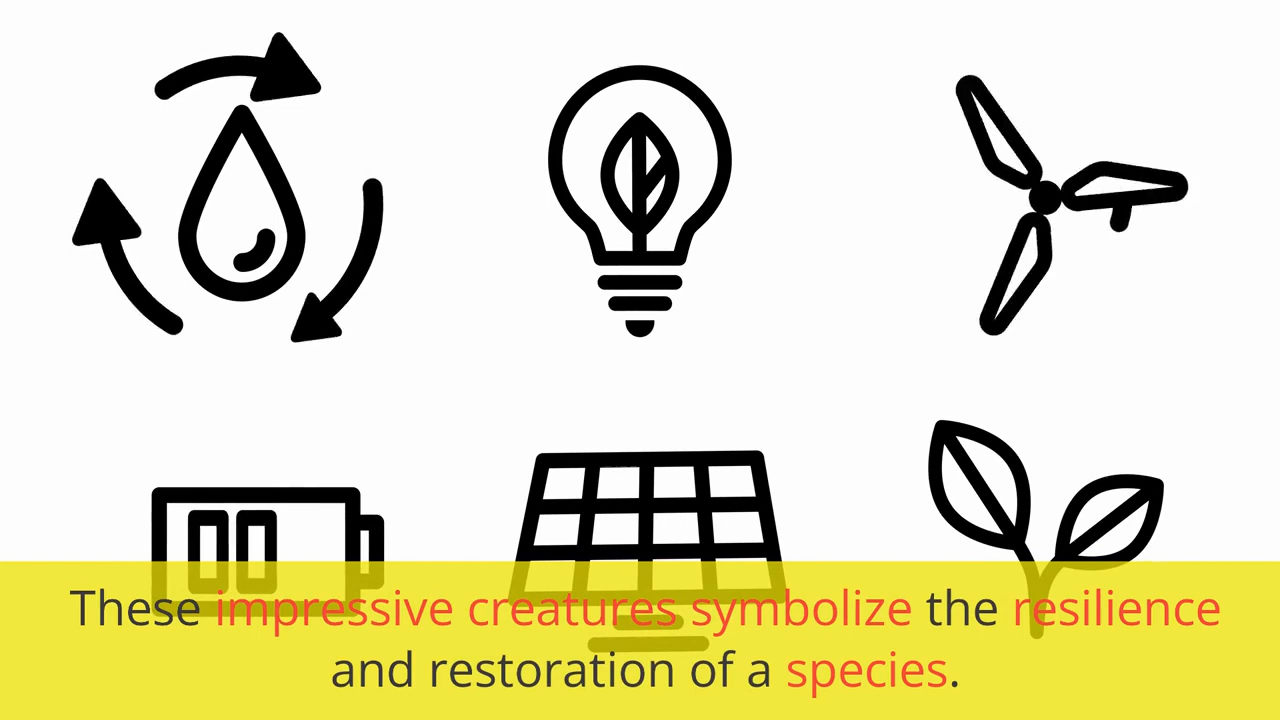 These impressive creatures symbolize the resilience
and restoration of a species.